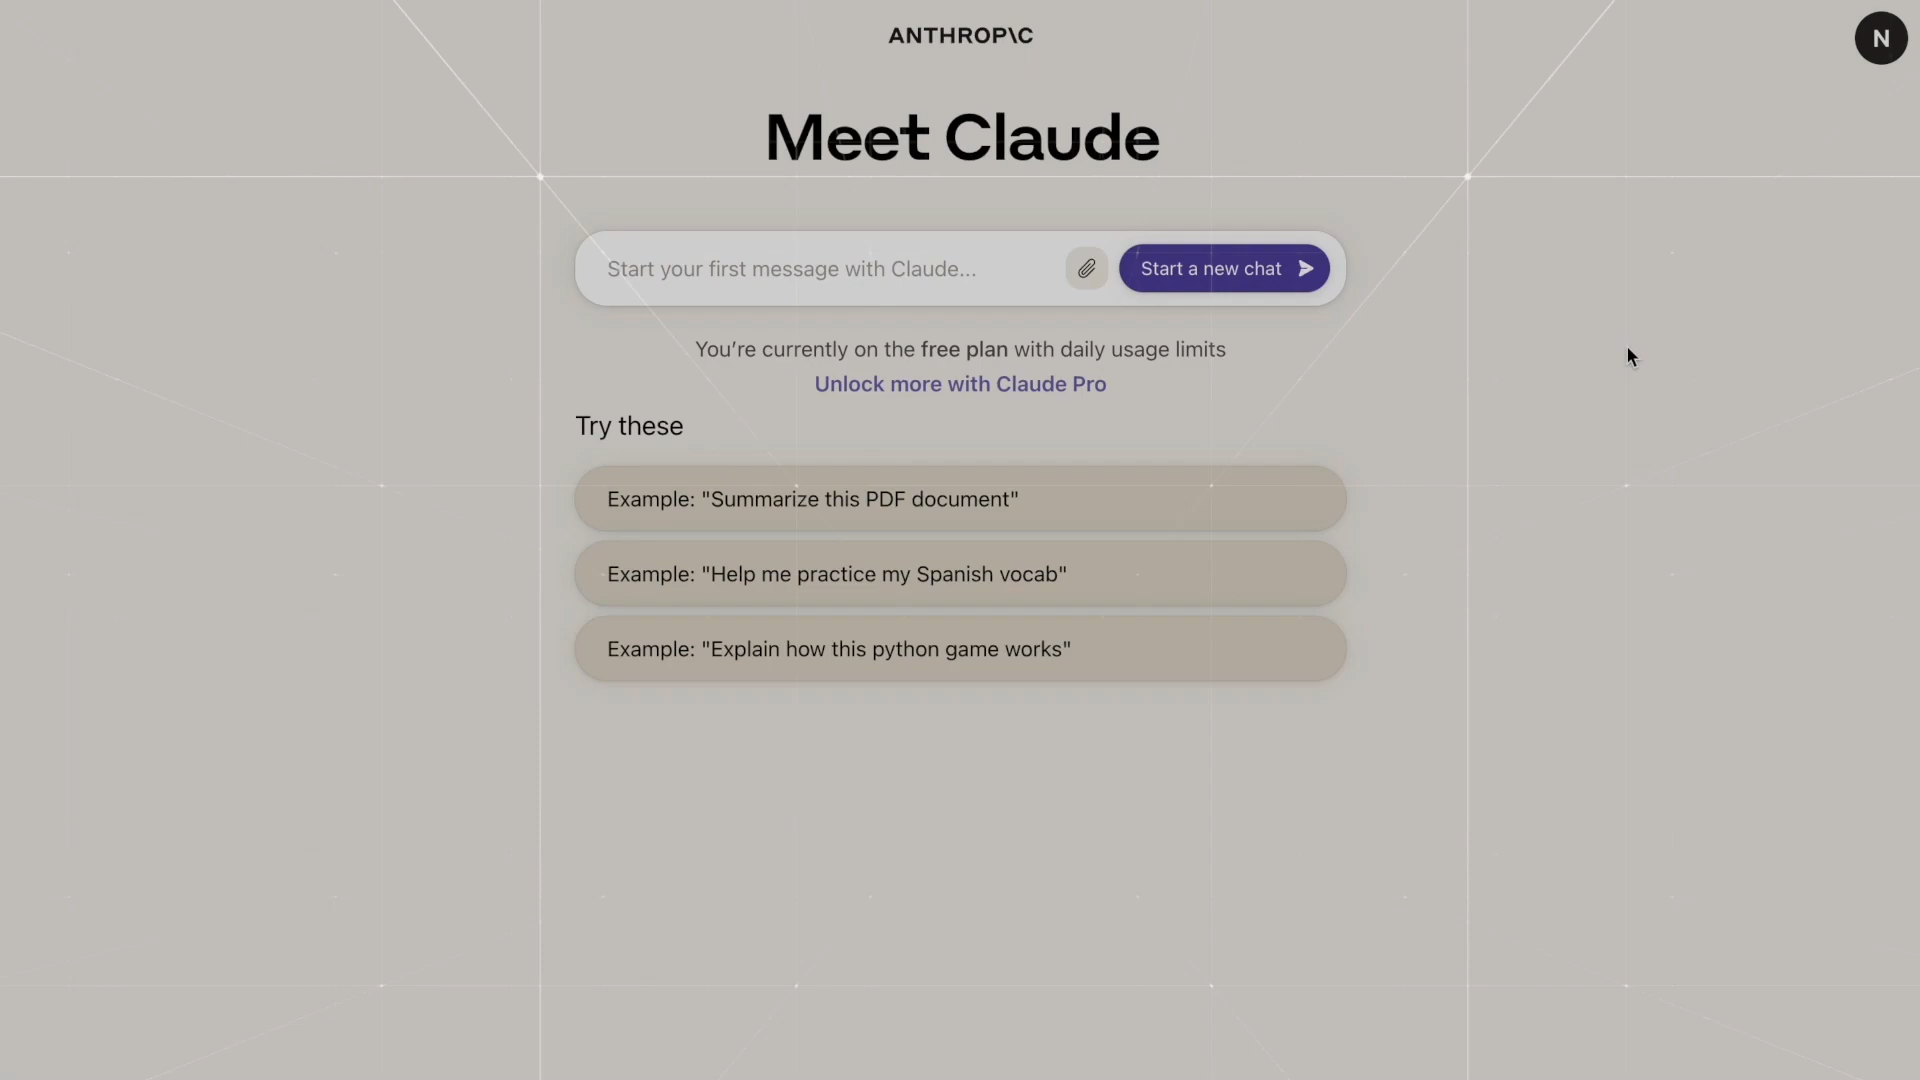 ANTHROP\C
N
Meet Claude
Start your first message with Claude...
Start a new chat
You’re currently on the free plan with daily usage limits
Unlock more with Claude Pro
Try these
Example: "Summarize this PDF document"
Example: "Help me practice my Spanish vocab"
Example: "Explain how this python game works"